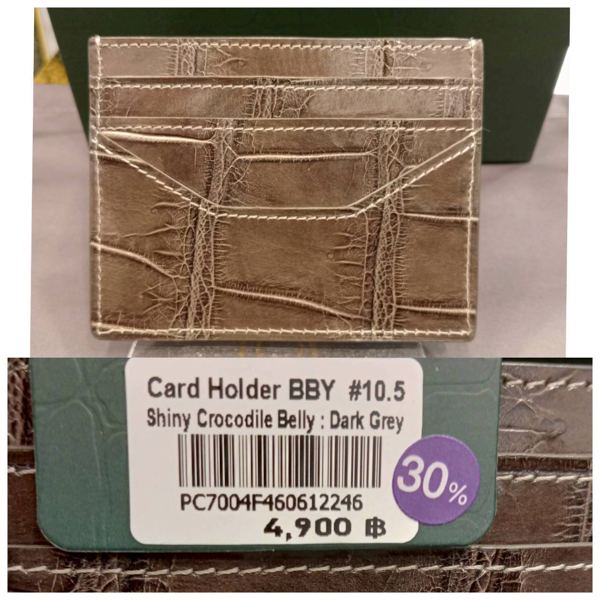 Card Holder BBY #10.5
Shiny Crocodile Belly : Dark Grey
PC7004F460612246
4,900 ฿
30%